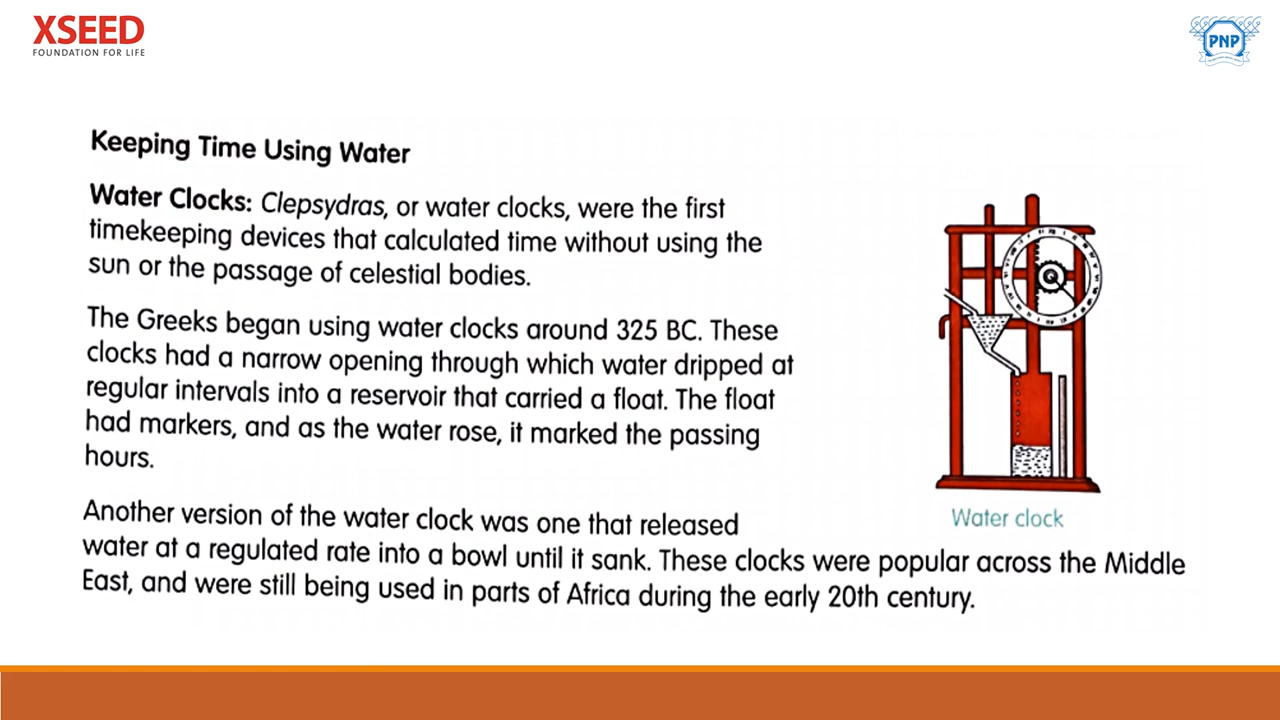 XSEED
FOUNDATION FOR LIFE
PNP
Keeping Time Using Water
Water Clocks: Clepsydras, or water clocks, were the first
timekeeping devices that calculated time without using the
sun or the passage of celestial bodies.
The Greeks began using water clocks around 325 BC. These
clocks had a narrow opening through which water dripped at
regular intervals into a reservoir that carried a float. The float
had markers, and as the water rose, it marked the passing
hours.
Water clock
Another version of the water clock was one that released
water at a regulated rate into a bowl until it sank. These clocks were popular across the Middle
East, and were still being used in parts of Africa during the early 20th century.